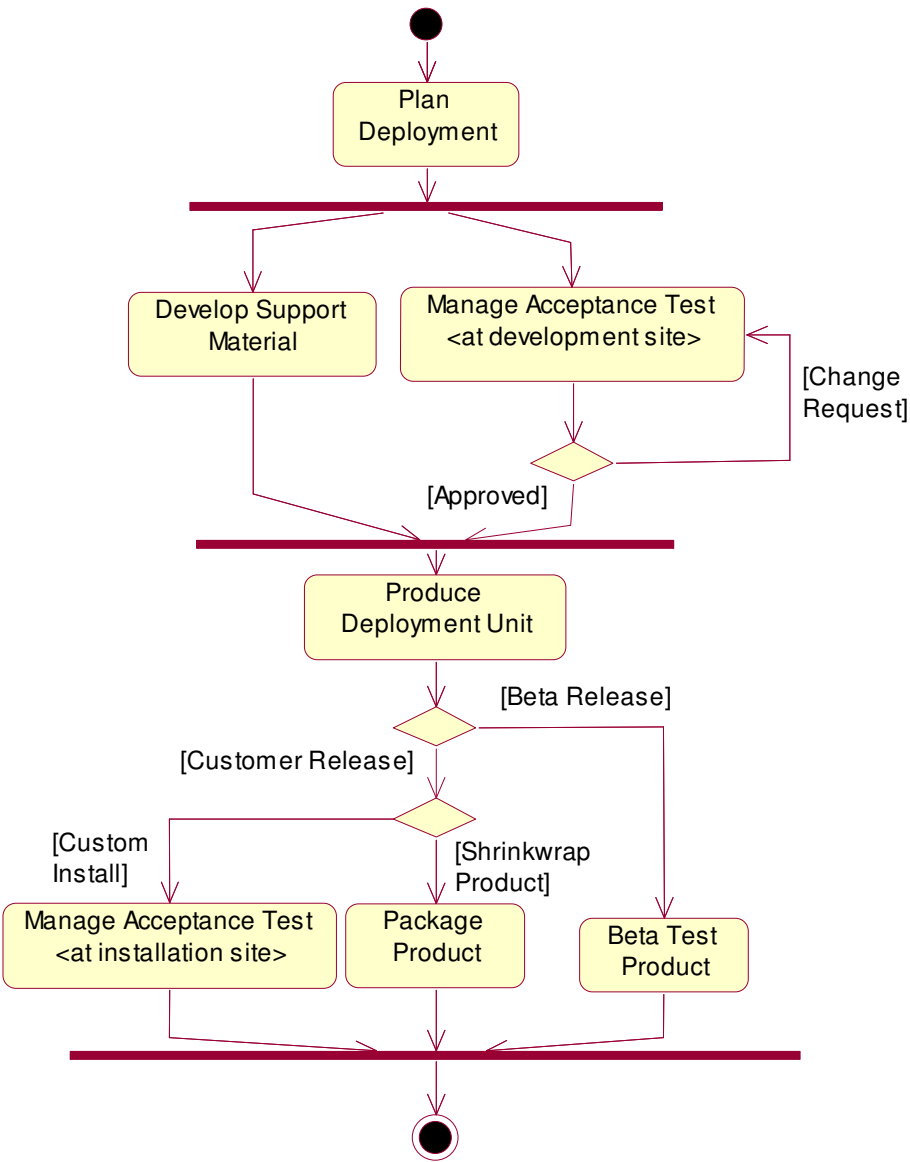 Plan
Deployment
Develop Support
Material
Manage Acceptance Test
<at development site>
[Change
Request]
[Approved]
Produce
Deployment Unit
[Beta Release]
[Customer Release]
[Custom
Install]
[Shrinkwrap
Product]
Manage Acceptance Test
<at installation site>
Package
Product
Beta Test
Product